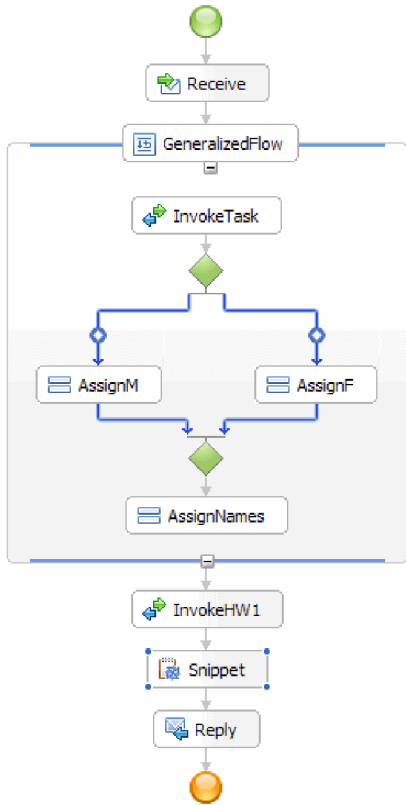 Receive
GeneralizedFlow
InvokeTask
AssignM
AssignF
AssignNames
InvokeHW1
Snippet
Reply